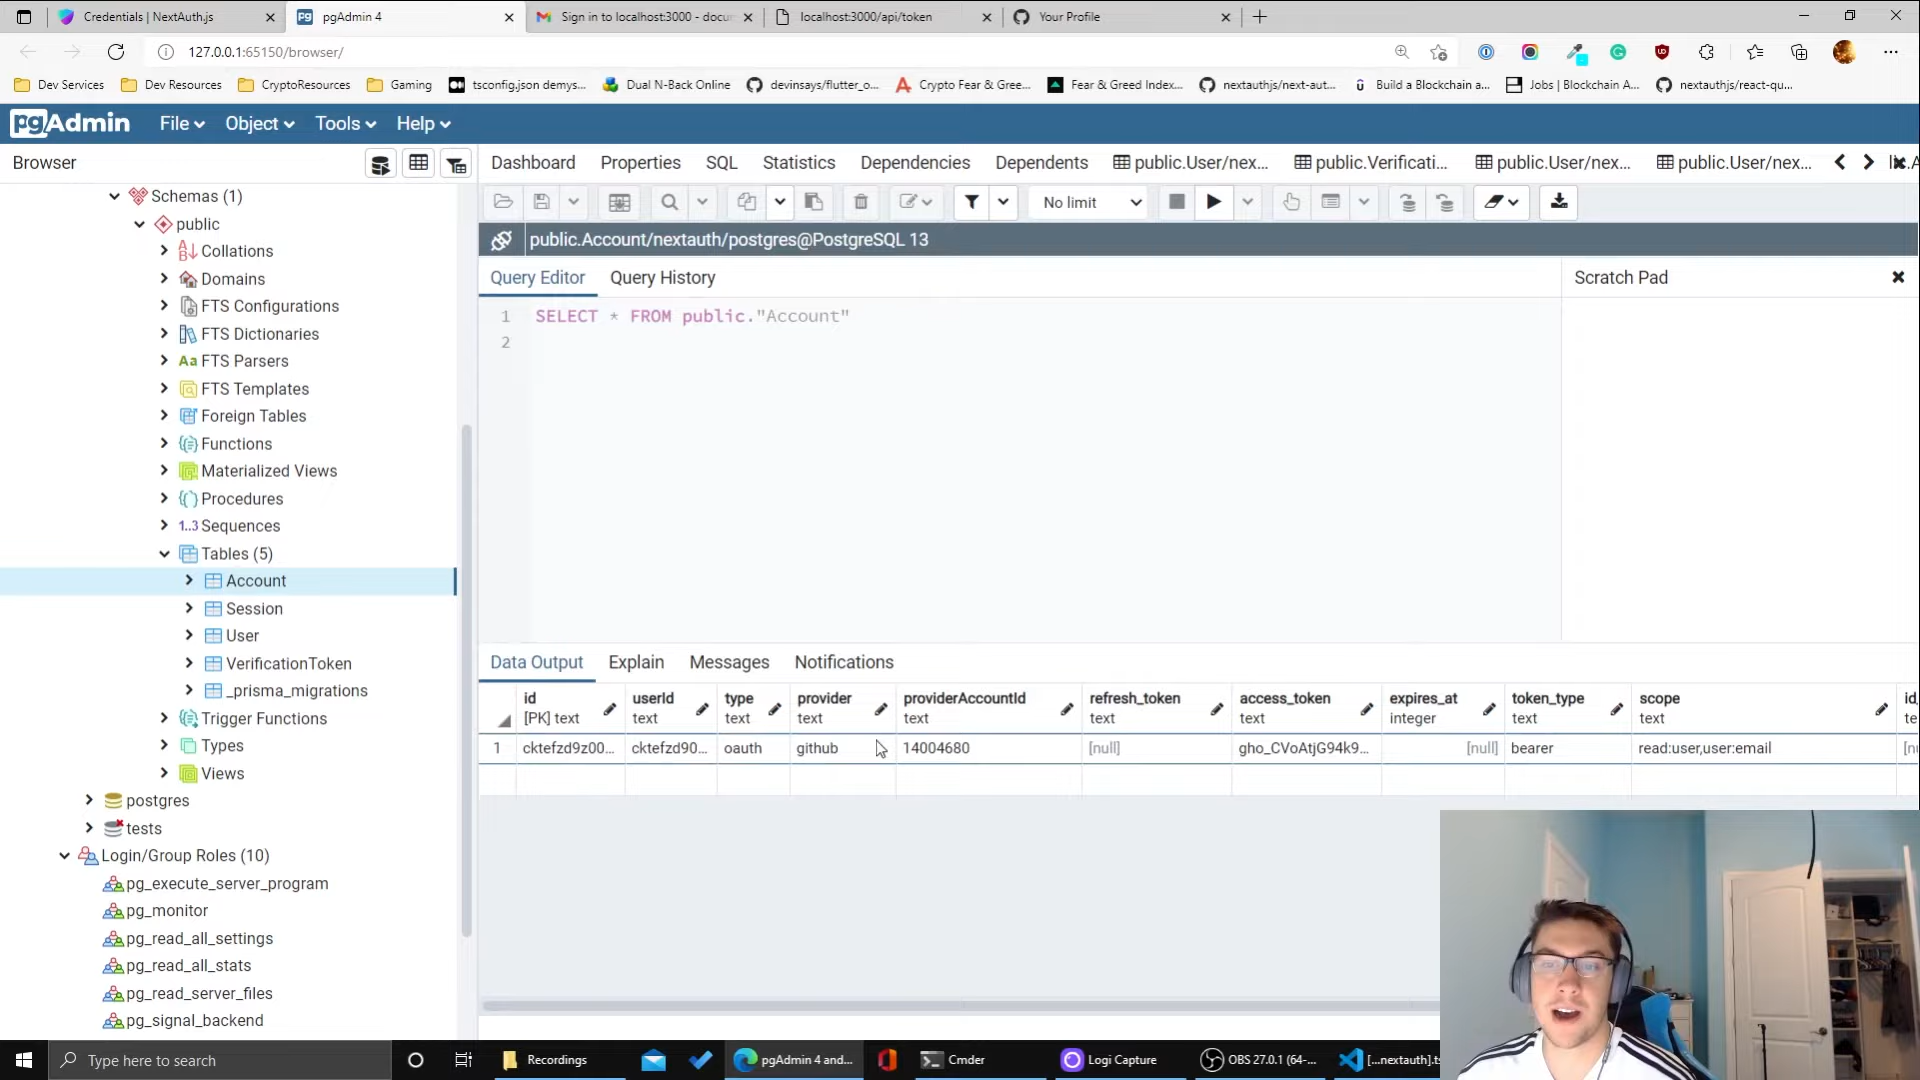 Credentials | NextAuth.js
pgAdmin 4
Sign in to localhost:3000 - docu
localhost:3000/api/token
Your Profile
127.0.0.1:65150/browser/
Dev Services
Dev Resources
CryptoResources
Gaming
tsconfig.json demys...
Dual N-Back Online
devinsays/flutter_o...
Crypto Fear & Gree...
Fear & Greed Index...
nextauthjs/next-aut...
Build a Blockchain a...
Jobs | Blockchain A...
nextauthjs/react-qu...
pgAdmin
File
Object
Tools
Help
Browser
Dashboard
Properties
SQL
Statistics
Dependencies
Dependents
public.User/nex...
public.Verificati...
public.User/nex...
public.User/nex...
No limit
public.Account/nextauth/postgres@PostgreSQL 13
Query Editor
Query History
Scratch Pad
1 SELECT * FROM public."Account"
2
Schemas (1)
public
Collations
Domains
FTS Configurations
FTS Dictionaries
Aa FTS Parsers
FTS Templates
Foreign Tables
Functions
Materialized Views
Procedures
1..3 Sequences
Tables (5)
Account
Session
User
VerificationToken
_prisma_migrations
Trigger Functions
Types
Views
postgres
tests
Login/Group Roles (10)
pg_execute_server_program
pg_monitor
pg_read_all_settings
pg_read_all_stats
pg_read_server_files
pg_signal_backend
Data Output
Explain
Messages
Notifications
id userId type provider providerAccountId refresh_token access_token expires_at token_type scope
[PK] text text text text text text text integer text text
1 cktefzd9z00... cktefzd90... oauth github 14004680 [null] gho_CVoAtjG94k9... [null] bearer read:user,user:email
Type here to search
Recordings
pgAdmin 4 and...
Cmder
Logi Capture
OBS 27.0.1 (64-...
[...nextauth].ts